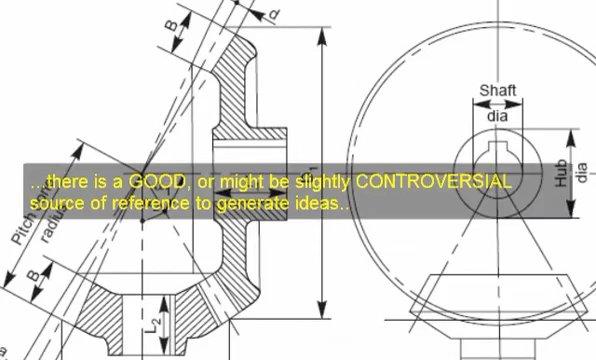 B
d
Shaft
dia
Hub
dia
...there is a GOOD, or might be slightly CONTROVERSIAL
source of reference to generate ideas..
Pitch
radius
B
L2